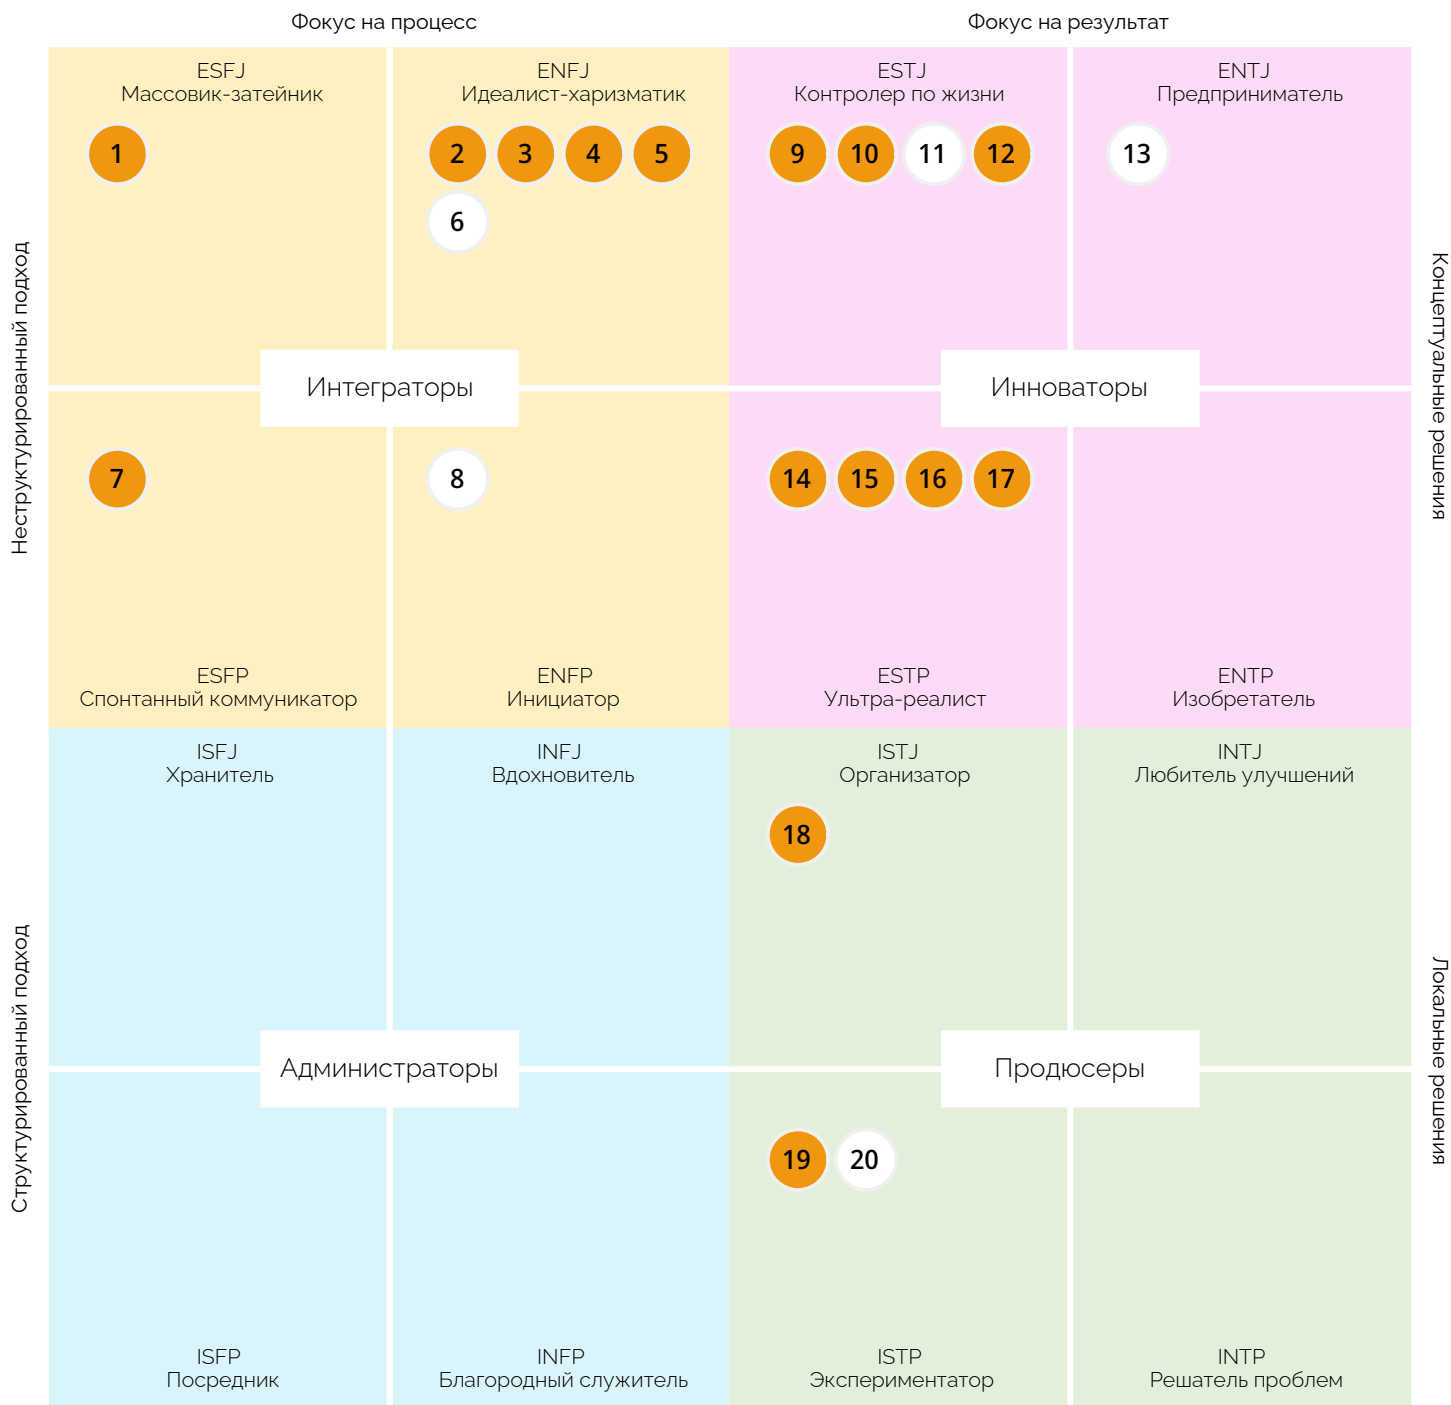 Фокус на процесс
Фокус на результат
ESFJ
Массовик-затейник
ENFJ
Идеалист-харизматик
ESTJ
Контролер по жизни
ENTJ
Предприниматель
1
2
3
4
5
6
9
10
11
12
13
Неструктурированный подход
Концептуальные решения
Интеграторы
Инноваторы
7
8
14
15
16
17
ESFP
Спонтанный коммуникатор
ENFP
Инициатор
ESTP
Ультра-реалист
ENTP
Изобретатель
ISFJ
Хранитель
INFJ
Вдохновитель
ISTJ
Организатор
INTJ
Любитель улучшений
18
Структурированный подход
Локальные решения
Администраторы
Продюсеры
19
20
ISFP
Посредник
INFP
Благородный служитель
ISTP
Экспериментатор
INTP
Решатель проблем